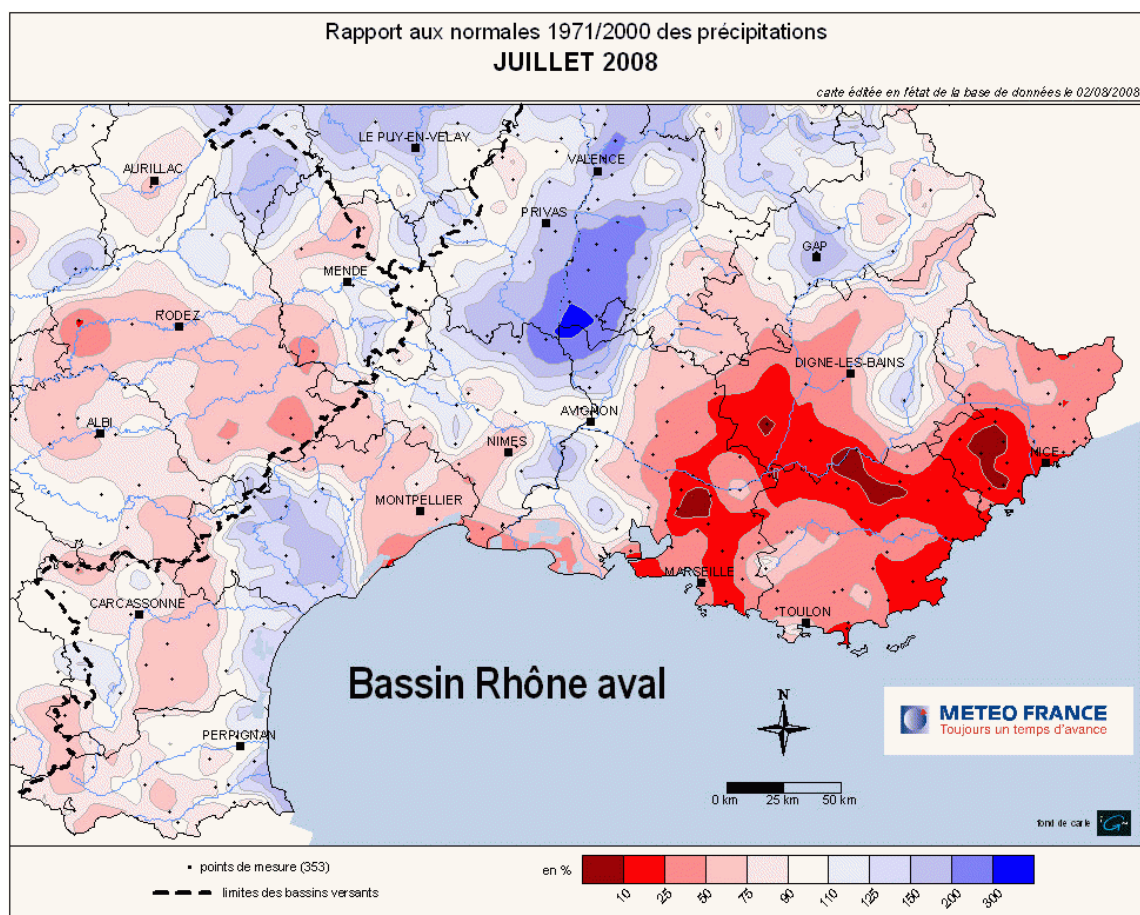 Rapport aux normales 1971/2000 des précipitations
JUILLET 2008
carte éditée en l'état de la base de données le 02/08/2008
LE PUY-EN-VELAY
AURILLAC
VALENCE
PRIVAS
GAP
MENDE
RODEZ
DIGNE-LES-BAINS
AVIGNON
ALBI
NIMES
NICE
MONTPELLIER
MARSEILLE
CARCASSONNE
TOULON
Bassin Rhône aval
N
METEO FRANCE
Toujours un temps d'avance
PERPIGNAN
0 km 25 km 50 km
fond de carte
points de mesure (353)
limites des bassins versants
en %
10 25 50 75 90 110 125 150 200 300